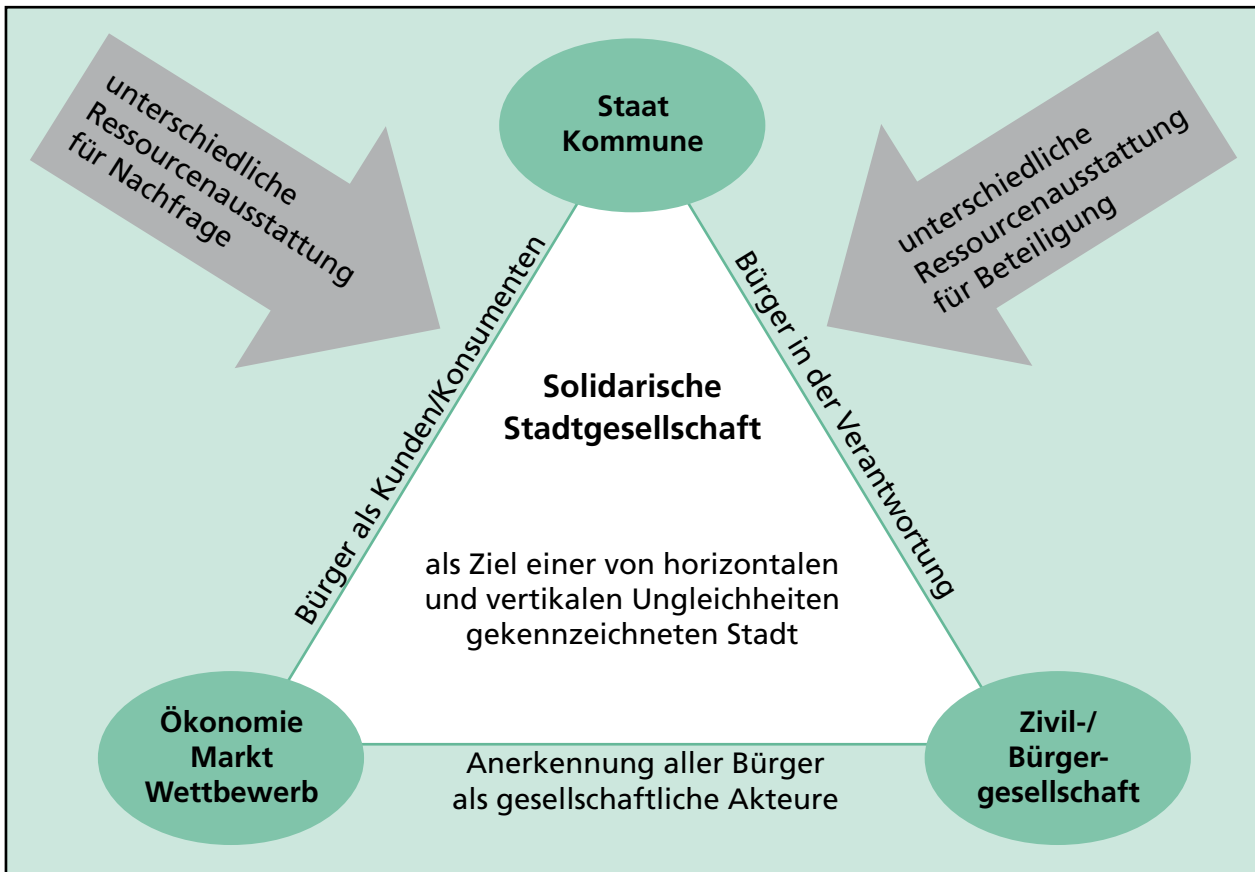 unterschiedliche
Ressourcenausstattung
für Nachfrage
Staat
Kommune
unterschiedliche
Ressourcenausstattung
für Beteiligung
Bürger als Kunden/Konsumenten
Bürger in der Verantwortung
Solidarische
Stadtgesellschaft
als Ziel einer von horizontalen
und vertikalen Ungleichheiten
gekennzeichneten Stadt
Ökonomie
Markt
Wettbewerb
Anerkennung aller Bürger
als gesellschaftliche Akteure
Zivil-/
Bürger-
gesellschaft